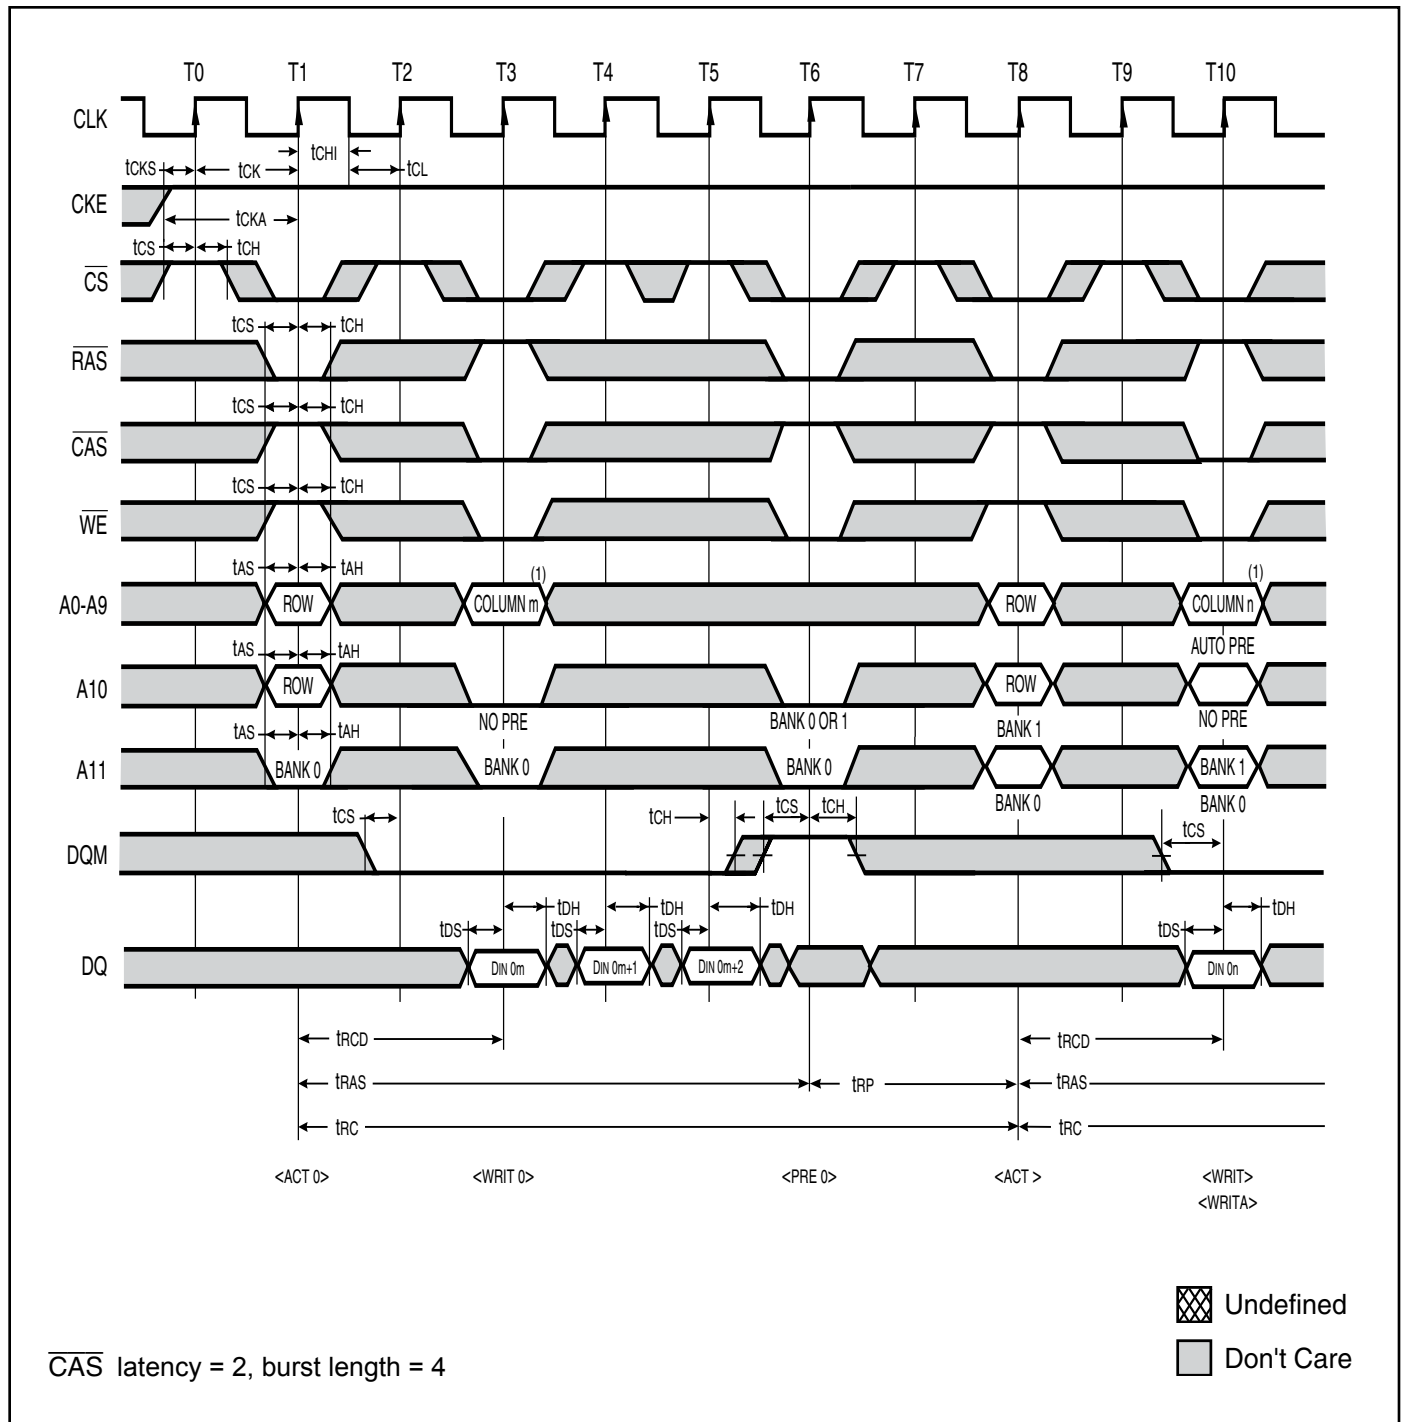 T0 T1 T2 T3 T4 T5 T6 T7 T8 T9 T10
CLK
tCHI
tCKS tCK tCL
CKE
tCKA
tCS tCH
CS
tCS tCH
RAS
tCS tCH
CAS
tCS tCH
WE
tAS tAH (1) (1)
A0-A9 ROW COLUMN m ROW COLUMN n
AUTO PRE
tAS tAH
A10 ROW ROW
NO PRE BANK 0 OR 1 BANK 1 NO PRE
tAS tAH
A11 BANK 0 BANK 0 BANK 0 BANK 1
BANK 0 BANK 0
tCS tCH tCS tCH tCS
DQM
tDH tDH tDH tDH
tDS tDS tDS tDS
DQ DIN 0m DIN 0m+1 DIN 0m+2 DIN 0n
tRCD tRCD
tRAS tRP tRAS
tRC tRC
<ACT 0> <WRIT 0> <PRE 0> <ACT > <WRIT>
<WRITA>
Undefined
Don't Care
CAS latency = 2, burst length = 4